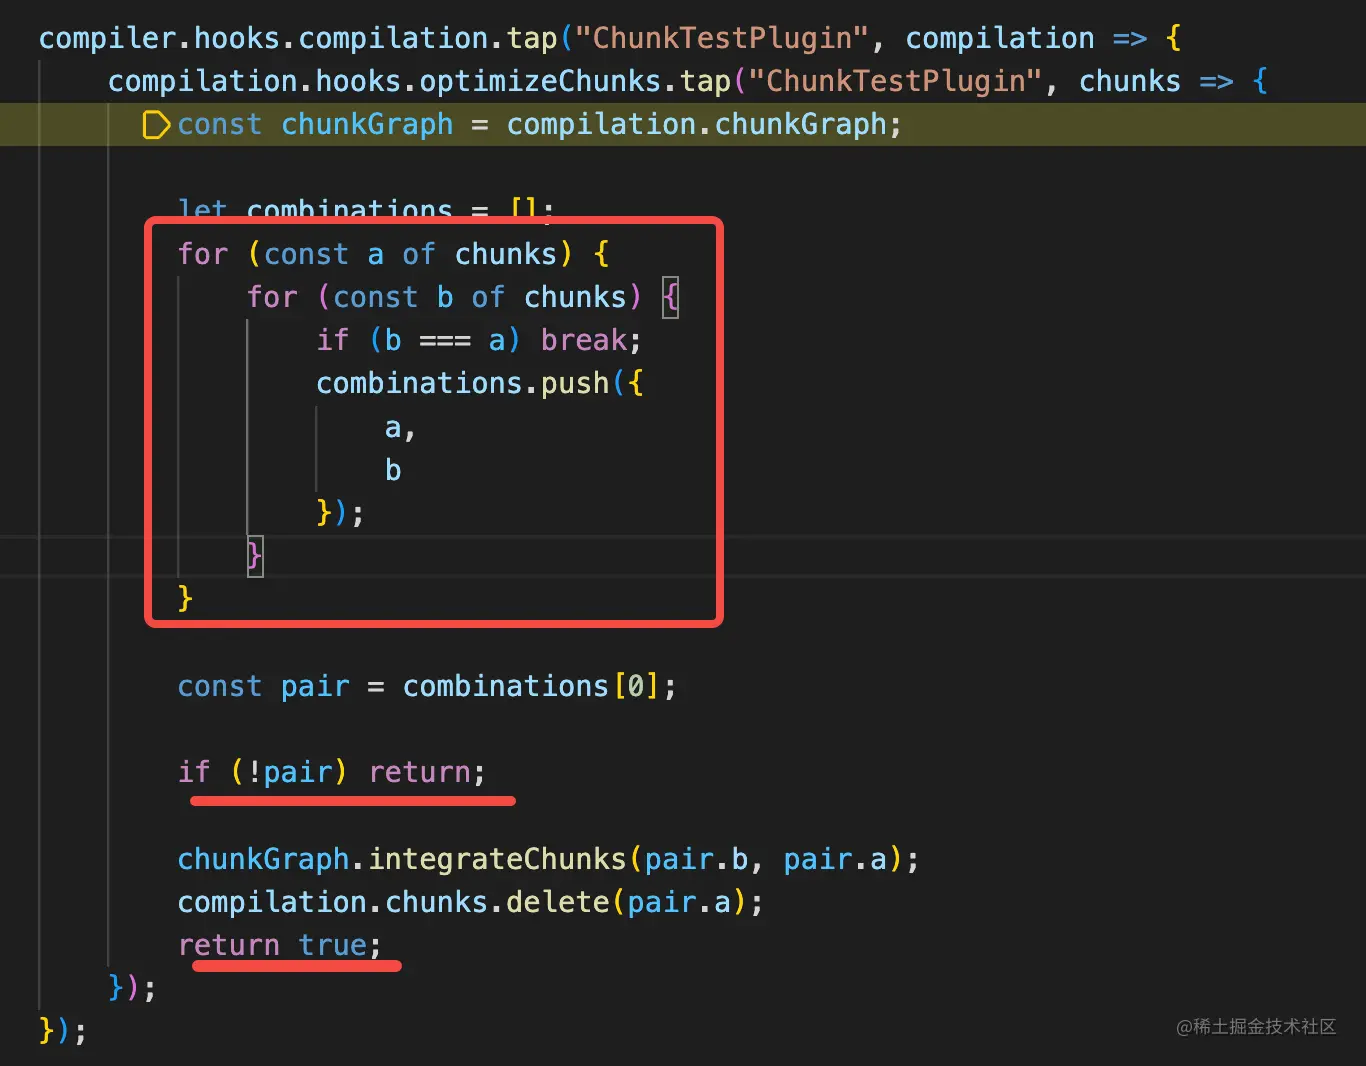 compiler.hooks.compilation.tap("ChunkTestPlugin", compilation => {
    compilation.hooks.optimizeChunks.tap("ChunkTestPlugin", chunks => {
        const chunkGraph = compilation.chunkGraph;

        let combinations = [];
        for (const a of chunks) {
            for (const b of chunks) {
                if (b === a) break;
                combinations.push({
                    a,
                    b
                });
            }
        }

        const pair = combinations[0];

        if (!pair) return;

        chunkGraph.integrateChunks(pair.b, pair.a);
        compilation.chunks.delete(pair.a);
        return true;
    });
});
@稀土掘金技术社区